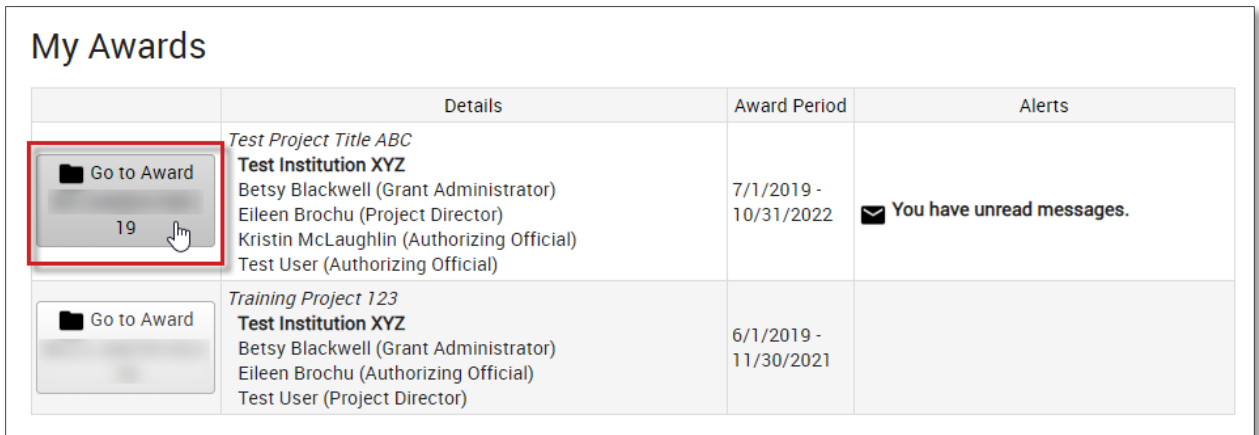 My Awards
Details Award Period Alerts
Go to Award
19
Test Project Title ABC
Test Institution XYZ
Betsy Blackwell (Grant Administrator)
Eileen Brochu (Project Director)
Kristin McLaughlin (Authorizing Official)
Test User (Authorizing Official)
7/1/2019 -
10/31/2022
You have unread messages.
Go to Award
Training Project 123
Test Institution XYZ
Betsy Blackwell (Grant Administrator)
Eileen Brochu (Authorizing Official)
Test User (Project Director)
6/1/2019 -
11/30/2021